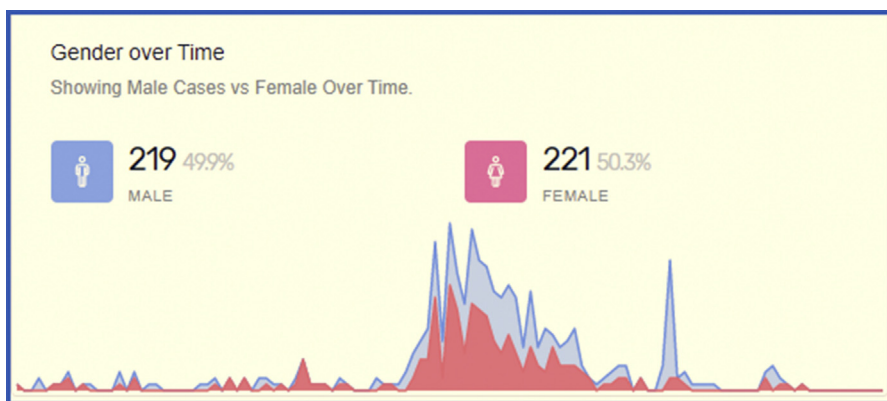 Gender over Time
Showing Male Cases vs Female Over Time.
219 49.9%
MALE
221 50.3%
FEMALE